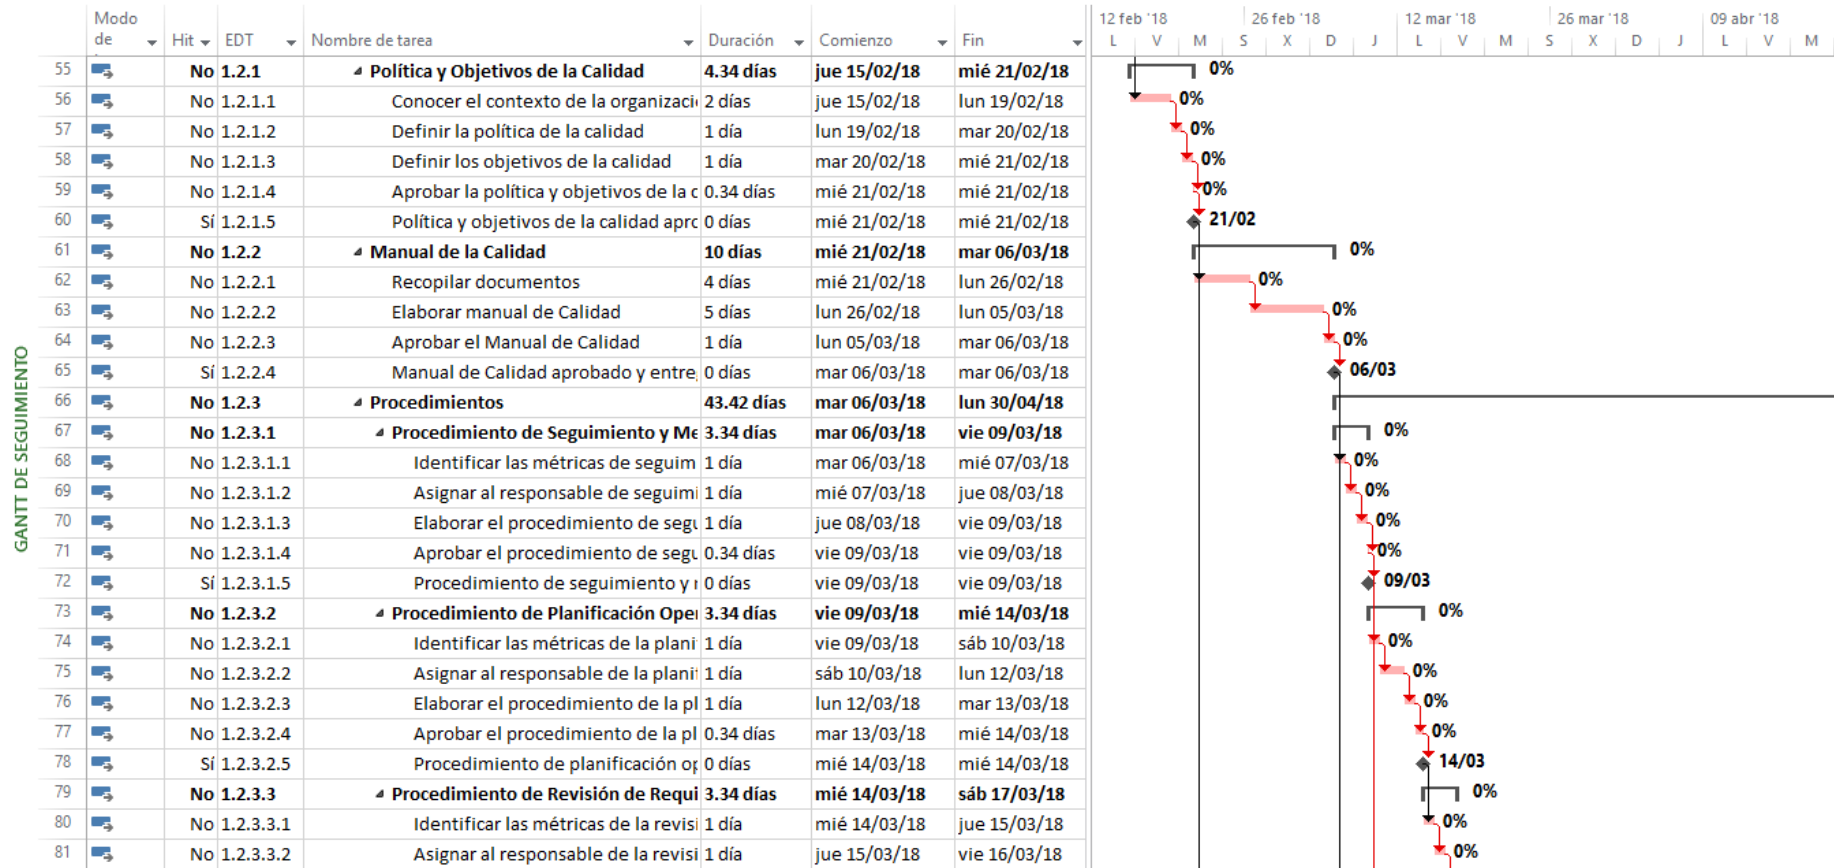 GANTT DE SEGUIMIENTO
Modo de Hit EDT Nombre de tarea Duración Comienzo Fin
12 feb '18 26 feb '18 12 mar '18 26 mar '18 09 abr '18
L V M S X D J L V M S X D J L V M
55 No 1.2.1 Política y Objetivos de la Calidad 4.34 días jue 15/02/18 mié 21/02/18 0%
56 No 1.2.1.1 Conocer el contexto de la organizaci 2 días jue 15/02/18 lun 19/02/18 0%
57 No 1.2.1.2 Definir la política de la calidad 1 día lun 19/02/18 mar 20/02/18 0%
58 No 1.2.1.3 Definir los objetivos de la calidad 1 día mar 20/02/18 mié 21/02/18 0%
59 No 1.2.1.4 Aprobar la política y objetivos de la c 0.34 días mié 21/02/18 mié 21/02/18 0%
60 Sí 1.2.1.5 Política y objetivos de la calidad aprc 0 días mié 21/02/18 mié 21/02/18 21/02
61 No 1.2.2 Manual de la Calidad 10 días mié 21/02/18 mar 06/03/18 0%
62 No 1.2.2.1 Recopilar documentos 4 días mié 21/02/18 lun 26/02/18 0%
63 No 1.2.2.2 Elaborar manual de Calidad 5 días lun 26/02/18 lun 05/03/18 0%
64 No 1.2.2.3 Aprobar el Manual de Calidad 1 día lun 05/03/18 mar 06/03/18 0%
65 Sí 1.2.2.4 Manual de Calidad aprobado y entre 0 días mar 06/03/18 mar 06/03/18 06/03
66 No 1.2.3 Procedimientos 43.42 días mar 06/03/18 lun 30/04/18
67 No 1.2.3.1 Procedimiento de Seguimiento y Me 3.34 días mar 06/03/18 vie 09/03/18 0%
68 No 1.2.3.1.1 Identificar las métricas de seguim 1 día mar 06/03/18 mié 07/03/18 0%
69 No 1.2.3.1.2 Asignar al responsable de seguimi 1 día mié 07/03/18 jue 08/03/18 0%
70 No 1.2.3.1.3 Elaborar el procedimiento de segu 1 día jue 08/03/18 vie 09/03/18 0%
71 No 1.2.3.1.4 Aprobar el procedimiento de segu 0.34 días vie 09/03/18 vie 09/03/18 0%
72 Sí 1.2.3.1.5 Procedimiento de seguimiento y 0 días vie 09/03/18 vie 09/03/18 09/03
73 No 1.2.3.2 Procedimiento de Planificación Oper 3.34 días vie 09/03/18 mié 14/03/18 0%
74 No 1.2.3.2.1 Identificar las métricas de la plani 1 día vie 09/03/18 sáb 10/03/18 0%
75 No 1.2.3.2.2 Asignar al responsable de la planif 1 día sáb 10/03/18 lun 12/03/18 0%
76 No 1.2.3.2.3 Elaborar el procedimiento de la pl 1 día lun 12/03/18 mar 13/03/18 0%
77 No 1.2.3.2.4 Aprobar el procedimiento de la pl 0.34 días mar 13/03/18 mié 14/03/18 0%
78 Sí 1.2.3.2.5 Procedimiento de planificación op 0 días mié 14/03/18 mié 14/03/18 14/03
79 No 1.2.3.3 Procedimiento de Revisión de Requi 3.34 días mié 14/03/18 sáb 17/03/18 0%
80 No 1.2.3.3.1 Identificar las métricas de la revisi 1 día mié 14/03/18 jue 15/03/18 0%
81 No 1.2.3.3.2 Asignar al responsable de la revisi 1 día jue 15/03/18 vie 16/03/18 0%